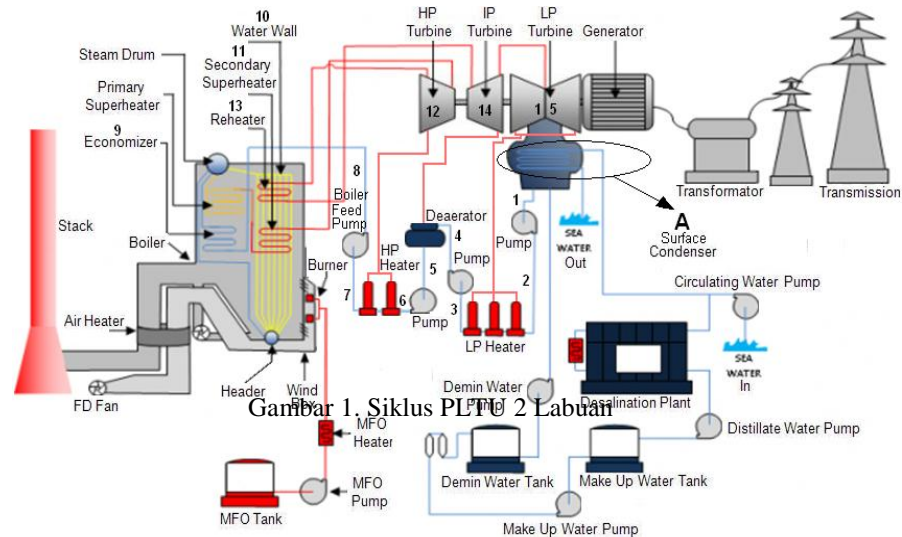 10
Water Wall
HP
Turbine
IP
Turbine
LP
Turbine
Generator
Steam Drum
11
Secondary
Superheater
Primary
Superheater
13
Reheater
9
Economizer
12
14
1 5
8
Boiler
Feed
Pump
1
Transformator
Transmission
Stack
Deaerator
Pump
SEA
WATER
Out
A
Surface
Condenser
Boiler
Burner
HP
Heater
4
Pump
5
2
Circulating Water Pump
7
6
Pump
3
LP Heater
Air Heater
SEA
WATER
In
FD Fan
Header
Wind
Box
Demin Water
Pump
Desalination Plant
Gambar 1. Siklus PLTU 2 Labuan
MFO
Heater
Distillate Water Pump
MFO
Pump
MFO Tank
Demin Water Tank
Make Up Water Tank
Make Up Water Pump